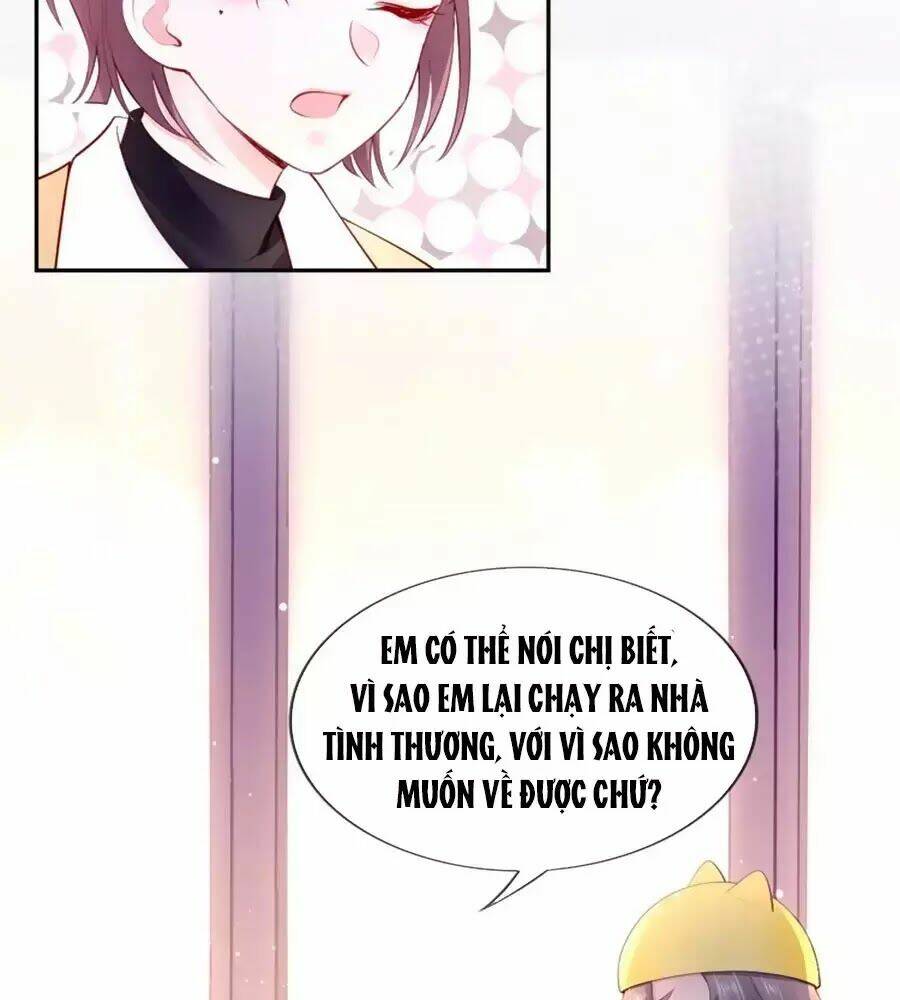 EM CÓ THỂ NÓI CHỊ BIẾT,
VÌ SAO EM LẠI CHẠY RA NHÀ
TÌNH THƯƠNG, VỚI VÌ SAO KHÔNG
MUỐN VỀ ĐƯỢC CHỨ?